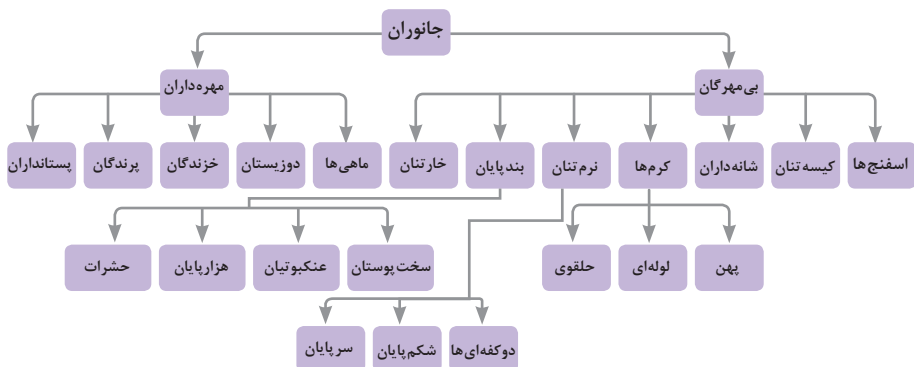 جانوران
بی‌مهرگان
مهره‌داران
اسفنج‌ها
کیسه‌تنان
شانه‌داران
کرم‌ها
نرم‌تنان
بندپایان
خارتنان
ماهی‌ها
دوزیستان
خزندگان
پرندگان
پستانداران
پهن
لوله‌ای
حلقوی
سخت‌پوستان
عنکبوتیان
هزارپایان
حشرات
دوکفه‌ای‌ها
شکم‌پایان
سرپایان